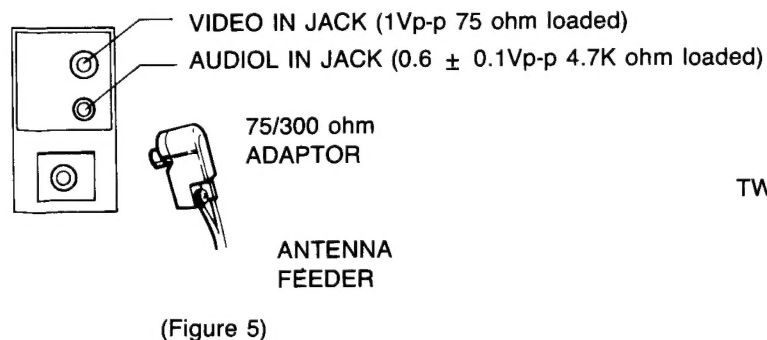 VIDEO IN JACK (1Vp-p 75 ohm loaded)
AUDIOL IN JACK (0.6 ± 0.1Vp-p 4.7K ohm loaded)
75/300 ohm
ADAPTOR
TW
ANTENNA
FEEDER
(Figure 5)